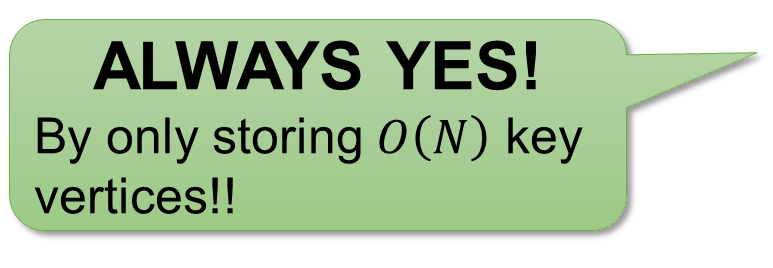 ALWAYS YES!
By only storing O(N) key
vertices!!